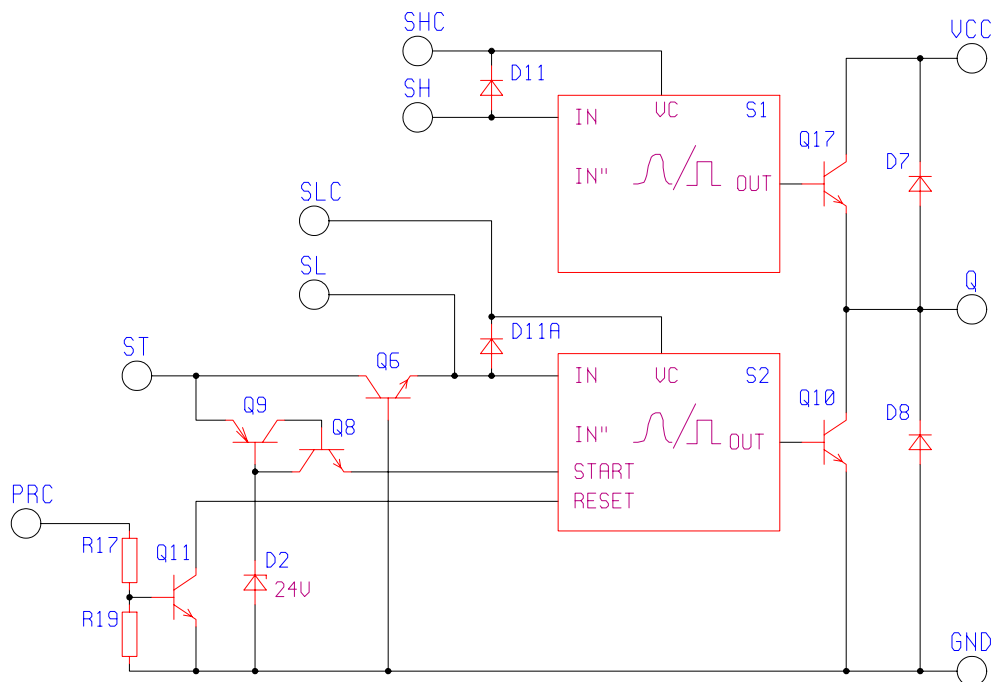 SHC
VCC
D11
SH
VC
S1
IN
Q17
D7
IN"
OUT
SLC
SL
Q
D11A
ST
Q6
IN
VC
S2
Q9
Q8
Q10
D8
IN"
OUT
START
RESET
PRC
R17
Q11
D2
24V
R19
GND